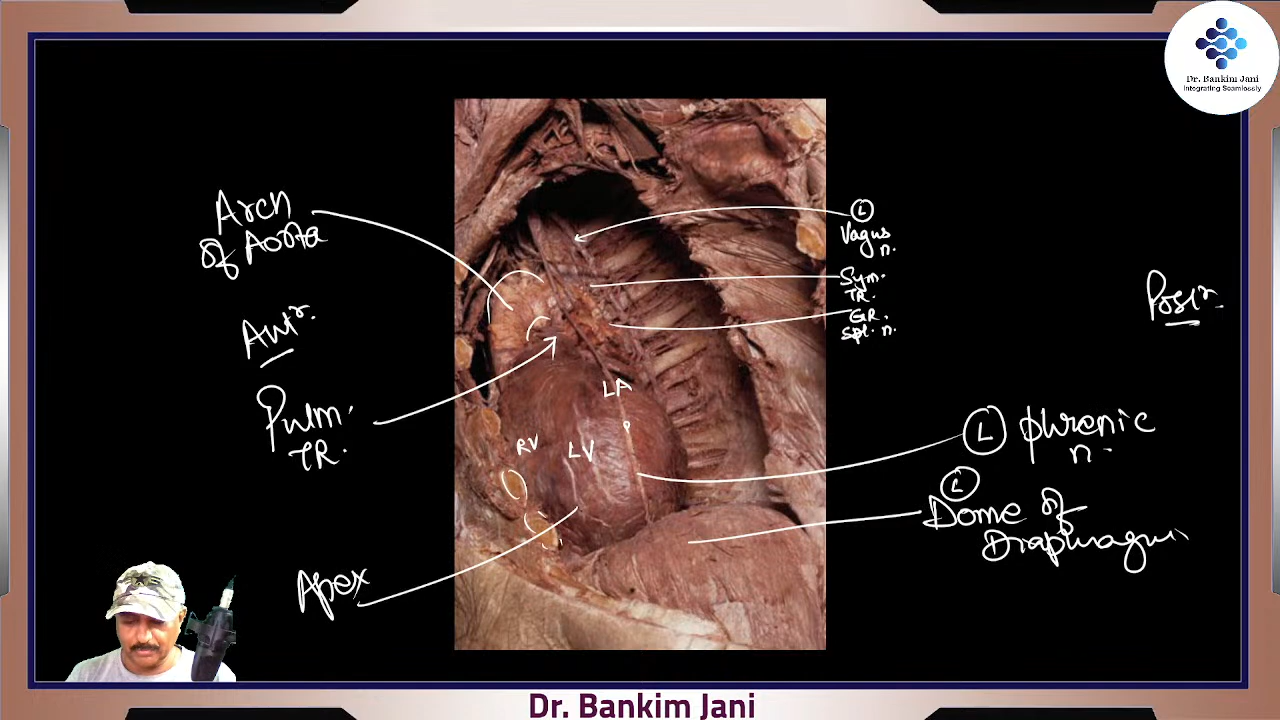 Dr. Bankim Jani
Integrating Seamlessly
Arch
of Aorta
Antr.
Pulm.
TR.
Apex
L
Vagus
n.
Sym.
TR.
GR.
Spl. n.
Postr.
LA
RV
LV
L Phrenic
n.
L
Dome of
Diaphragm
Dr. Bankim Jani